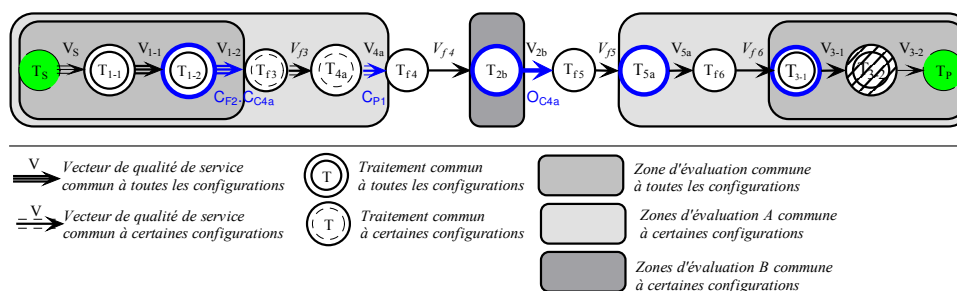 V_S V_1-1 V_1-2 V_f3 V_4a V_f4 V_2b V_f5 V_5a V_f6 V_3-1 V_3-2
T_S T_1-1 T_1-2 T_f3 T_4a T_f4 T_2b T_f5 T_5a T_f6 T_3-1 T_3-2 T_P
C_F2.C_C4a C_P1 O_C4a
V Vecteur de qualité de service
commun à toutes les configurations
T Traitement commun
à toutes les configurations
Zone d'évaluation commune
à toutes les configurations
V Vecteur de qualité de service
commun à certaines configurations
T Traitement commun
à certaines configurations
Zones d'évaluation A commune
à certaines configurations
Zones d'évaluation B commune
à certaines configurations